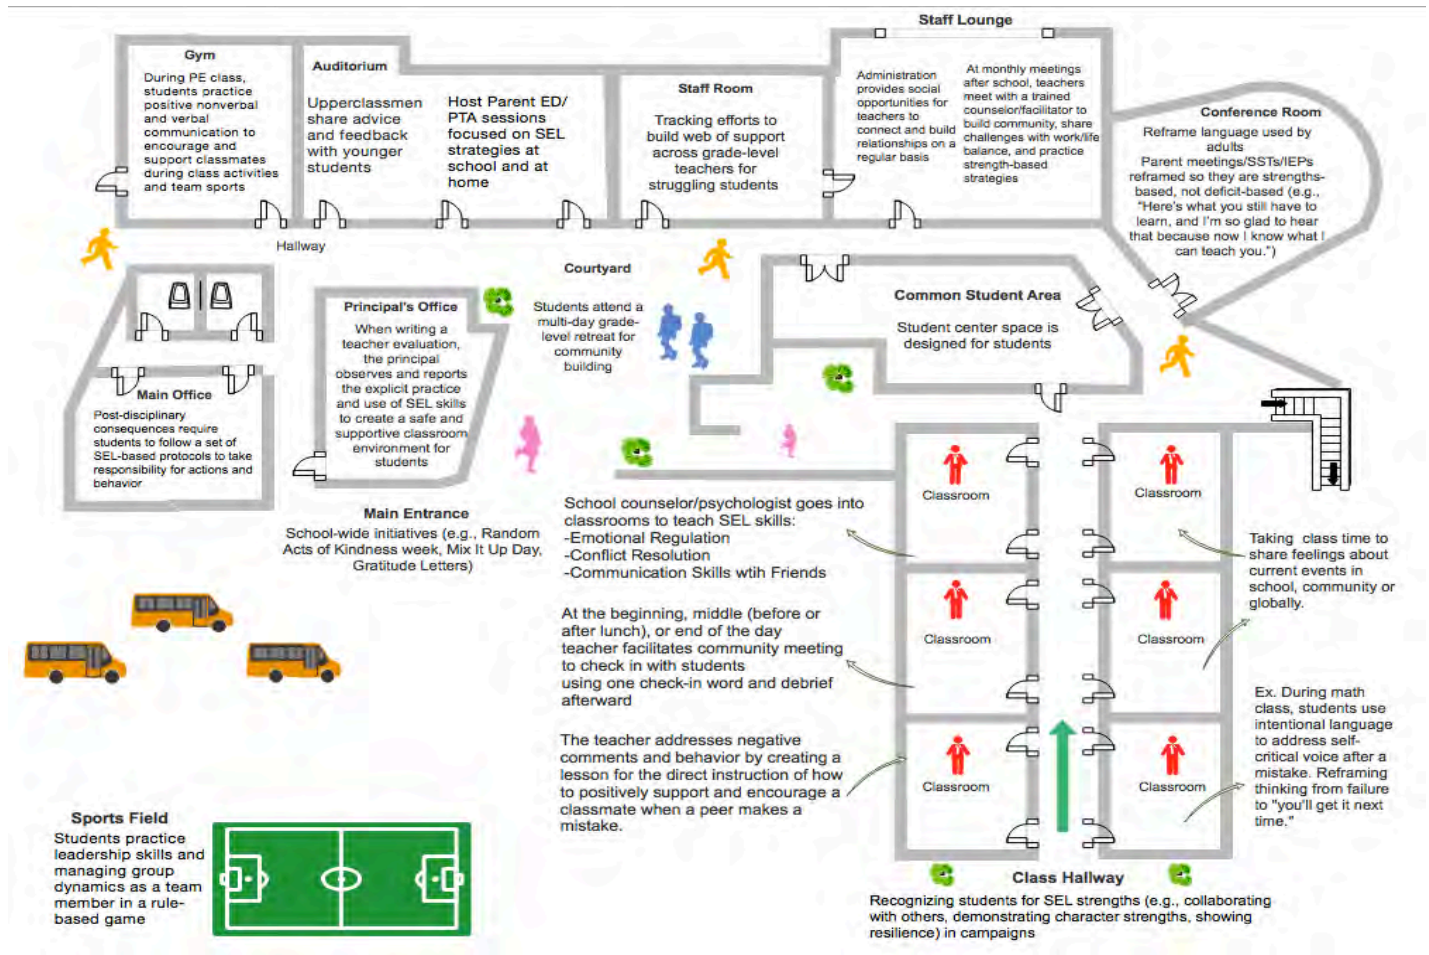 Staff Lounge
Gym
During PE class,
students practice
positive nonverbal
and verbal
communication to
encourage and
support classmates
during class activities
and team sports
Auditorium
Upperclassmen
share advice
and feedback
with younger
students
Host Parent ED/
PTA sessions
focused on SEL
strategies at
school and at
home
Staff Room
Tracking efforts to
build web of support
across grade-level
teachers for
struggling students
Administration
provides social
opportunities for
teachers to
connect and build
relationships on a
regular basis
At monthly meetings
after school, teachers
meet with a trained
counselor/facilitator to
build community, share
challenges with work/life
balance, and practice
strength-based
strategies
Conference Room
Reframe language used by
adults
Parent meetings/SSTs/IEPs
reframed so they are strengths-
based, not deficit-based (e.g.,
"Here's what you still have to
learn, and I'm so glad to hear
that because now I know what I
can teach you.")
Hallway
Courtyard
Students attend a
multi-day grade-
level retreat for
community
building
Principal's Office
When writing a
teacher evaluation,
the principal
observes and reports
the explicit practice
and use of SEL skills
to create a safe and
supportive classroom
environment for
students
Common Student Area
Student center space is
designed for students
Main Office
Post-disciplinary
consequences require
students to follow a set of
SEL-based protocols to take
responsibility for actions and
behavior
Main Entrance
School-wide initiatives (e.g., Random
Acts of Kindness week, Mix It Up Day,
Gratitude Letters)
School counselor/psychologist goes into
classrooms to teach SEL skills:
-Emotional Regulation
-Conflict Resolution
-Communication Skills wtih Friends
At the beginning, middle (before or
after lunch), or end of the day
teacher facilitates community meeting
to check in with students
using one check-in word and debrief
afterward
The teacher addresses negative
comments and behavior by creating a
lesson for the direct instruction of how
to positively support and encourage a
classmate when a peer makes a
mistake.
Classroom
Classroom
Classroom
Classroom
Classroom
Classroom
Taking class time to
share feelings about
current events in
school, community or
globally.
Ex. During math
class, students use
intentional language
to address self-
critical voice after a
mistake. Reframing
thinking from failure
to "you'll get it next
time."
Sports Field
Students practice
leadership skills and
managing group
dynamics as a team
member in a rule-
based game
Class Hallway
Recognizing students for SEL strengths (e.g., collaborating
with others, demonstrating character strengths, showing
resilience) in campaigns